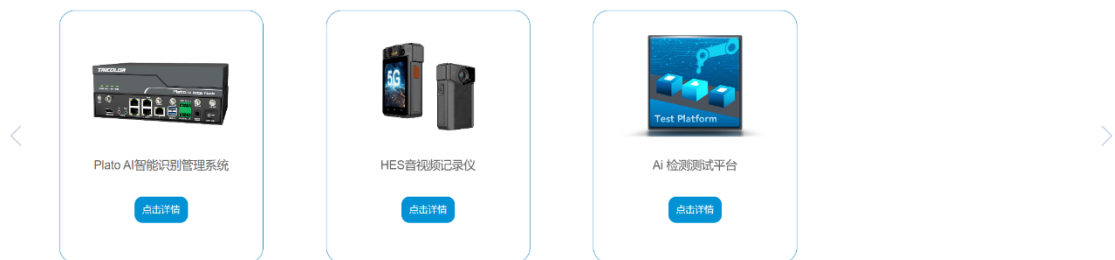 TRICOLOR
5G
Test Platform
Plato AI智能识别管理系统
HES音视频记录仪
Ai 检测测试平台
点击详情
点击详情
点击详情